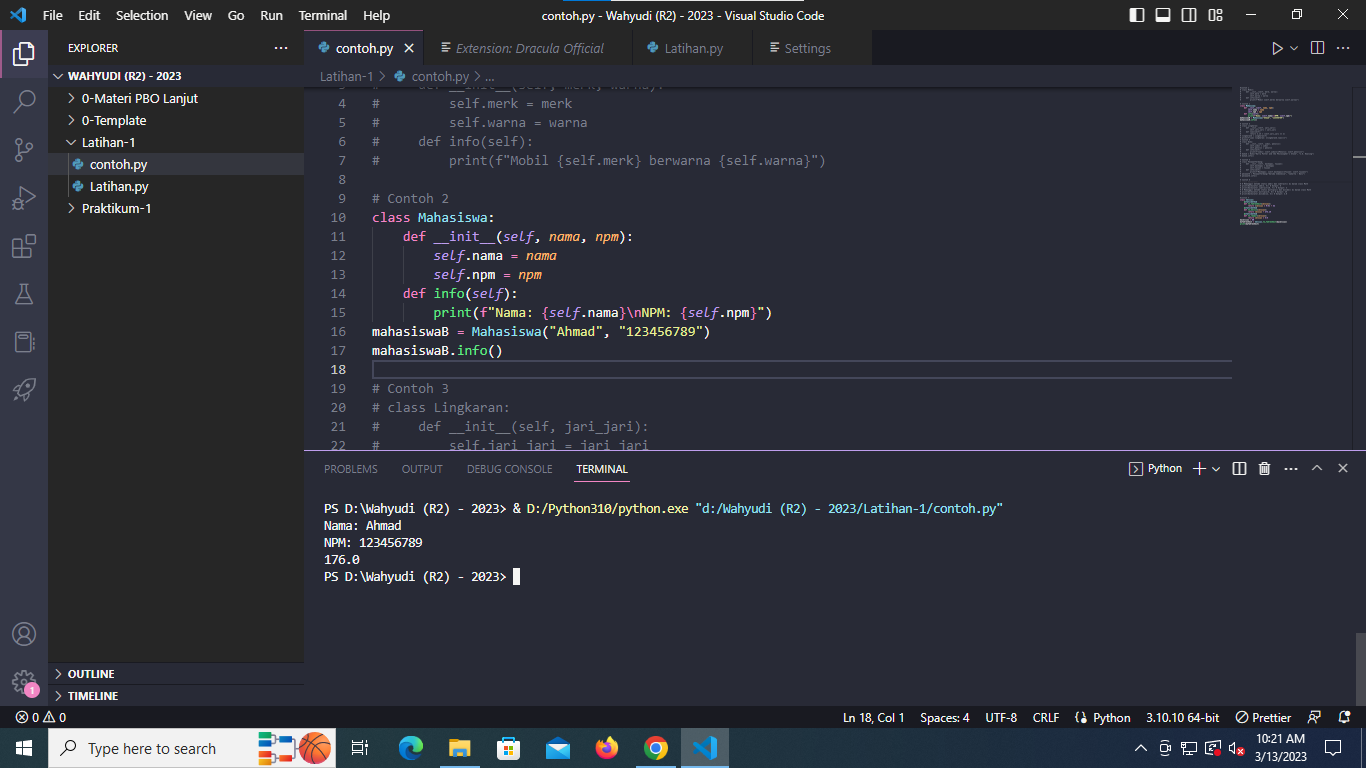 File Edit Selection View Go Run Terminal Help
contoh.py - Wahyudi (R2) - 2023 - Visual Studio Code
EXPLORER
WAHYUDI (R2) - 2023
0-Materi PBO Lanjut
0-Template
Latihan-1
contoh.py
Latihan.py
Praktikum-1
OUTLINE
TIMELINE
contoh.py Extension: Dracula Official Latihan.py Settings
Latihan-1 > contoh.py > ...
3 # def __init__(self, merk, warna):
4 # self.merk = merk
5 # self.warna = warna
6 # def info(self):
7 # print(f"Mobil {self.merk} berwarna {self.warna}")
8
9 # Contoh 2
10 class Mahasiswa:
11 def __init__(self, nama, npm):
12 self.nama = nama
13 self.npm = npm
14 def info(self):
15 print(f"Nama: {self.nama}\nNPM: {self.npm}")
16 mahasiswaB = Mahasiswa("Ahmad", "123456789")
17 mahasiswaB.info()
18
19 # Contoh 3
20 # class Lingkaran:
21 # def __init__(self, jari_jari):
22 # self.jari_jari = jari_jari
PROBLEMS OUTPUT DEBUG CONSOLE TERMINAL
Python
PS D:\Wahyudi (R2) - 2023> & D:/Python310/python.exe "d:/Wahyudi (R2) - 2023/Latihan-1/contoh.py"
Nama: Ahmad
NPM: 123456789
176.0
PS D:\Wahyudi (R2) - 2023>
1
0 0
Ln 18, Col 1 Spaces: 4 UTF-8 CRLF Python 3.10.10 64-bit Prettier
Type here to search
10:21 AM
3/13/2023